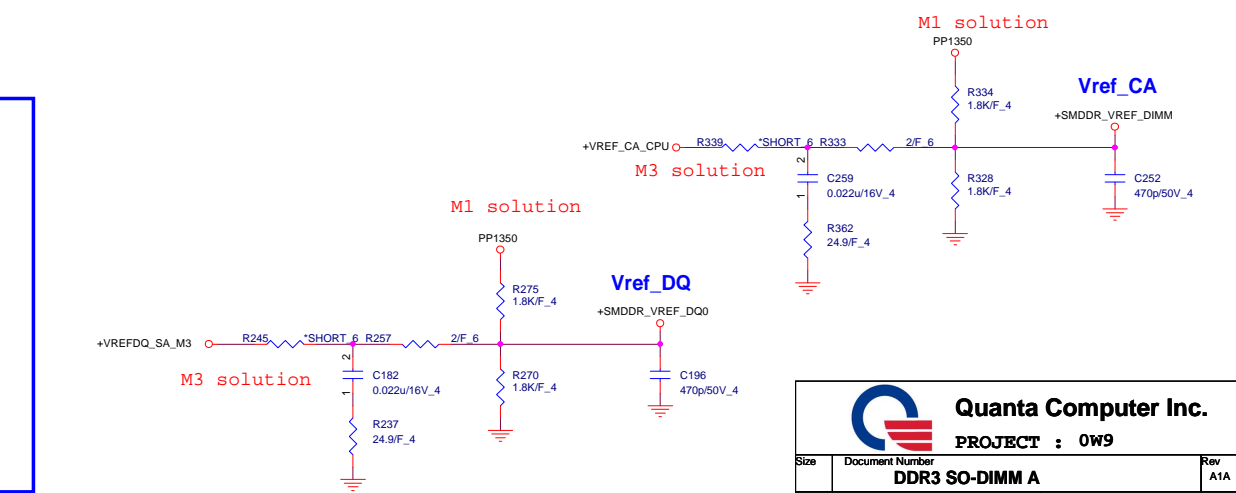 M1 solution
PP1350
R334
1.8K/F_4
Vref_CA
+SMDDR_VREF_DIMM
+VREF_CA_CPU
R339
*SHORT_6
R333
2/F_6
M3 solution
2
1
C259
0.022u/16V_4
R328
1.8K/F_4
C252
470p/50V_4
R362
24.9/F_4
M1 solution
PP1350
R275
1.8K/F_4
Vref_DQ
+SMDDR_VREF_DQ0
+VREFDQ_SA_M3
R245
*SHORT_6
R257
2/F_6
M3 solution
2
1
C182
0.022u/16V_4
R270
1.8K/F_4
C196
470p/50V_4
R237
24.9/F_4
Quanta Computer Inc.
PROJECT : 0W9
Size
Document Number
Rev
DDR3 SO-DIMM A
A1A